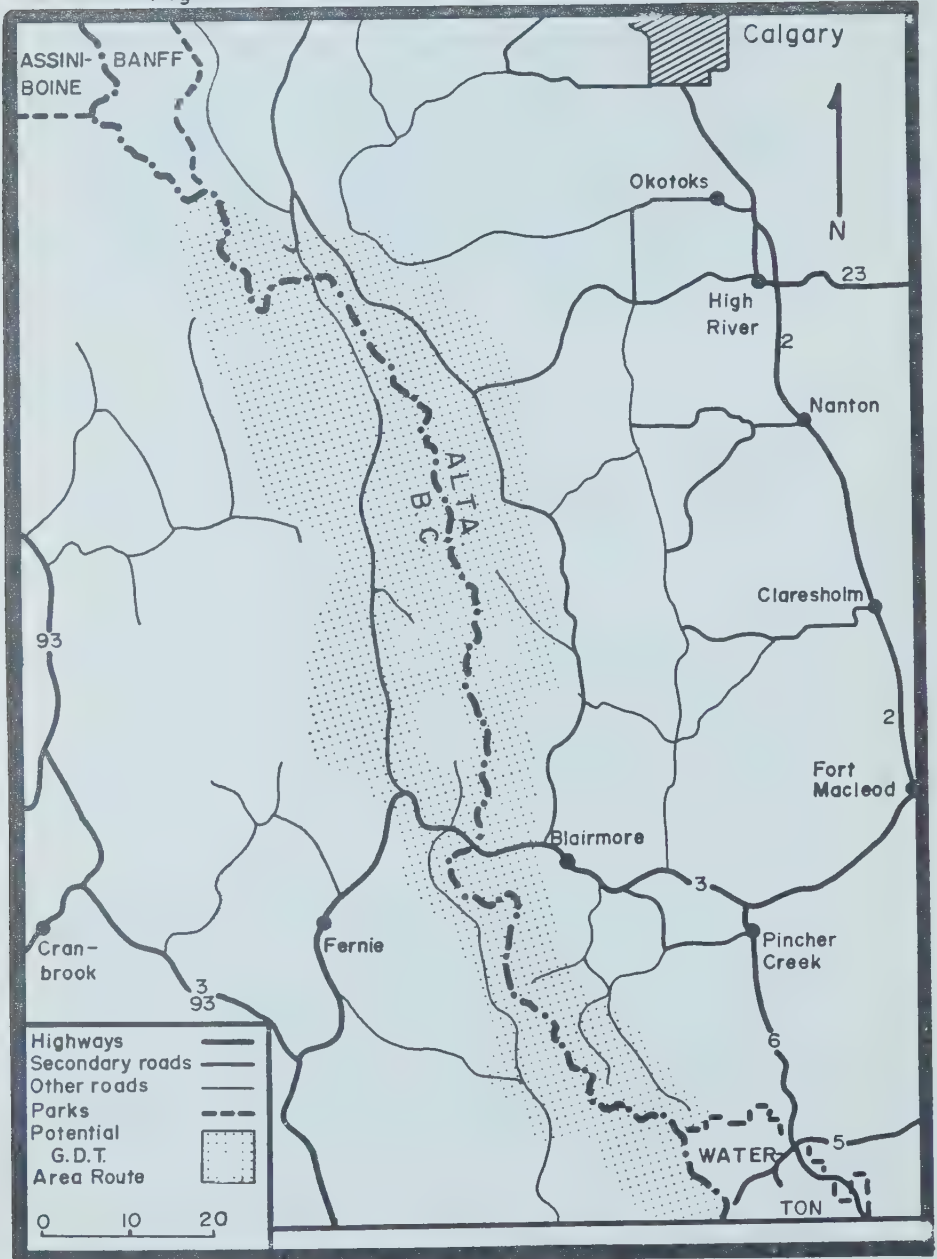 Calgary
ASSINI-
BOINE
BANFF
Okotoks
N
23
High
River
2
Nanton
ALTA
B C
Claresholm
93
2
Fort
Macleod
Blairmore
3
Cran-
brook
Fernie
Pincher
Creek
3
93
6
5
WATER-
TON
Highways
Secondary roads
Other roads
Parks
Potential
G.D.T.
Area Route
0 10 20